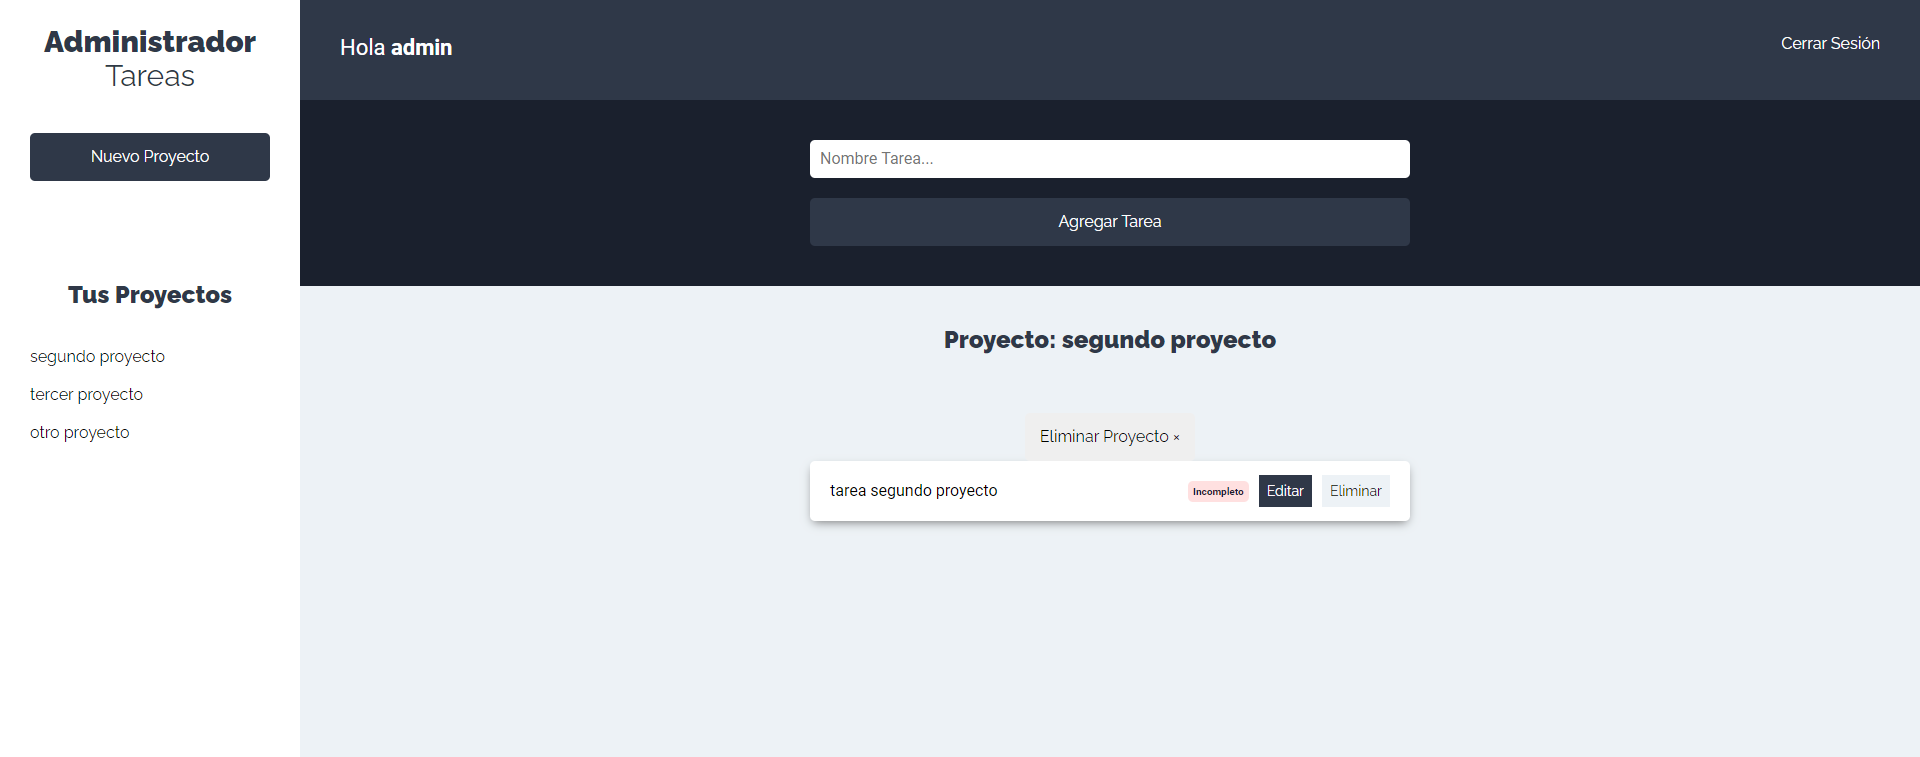 Administrador
Tareas
Nuevo Proyecto
Tus Proyectos
segundo proyecto
tercer proyecto
otro proyecto
Hola admin
Cerrar Sesión
Nombre Tarea...
Agregar Tarea
Proyecto: segundo proyecto
Eliminar Proyecto ×
tarea segundo proyecto
Incompleto
Editar
Eliminar